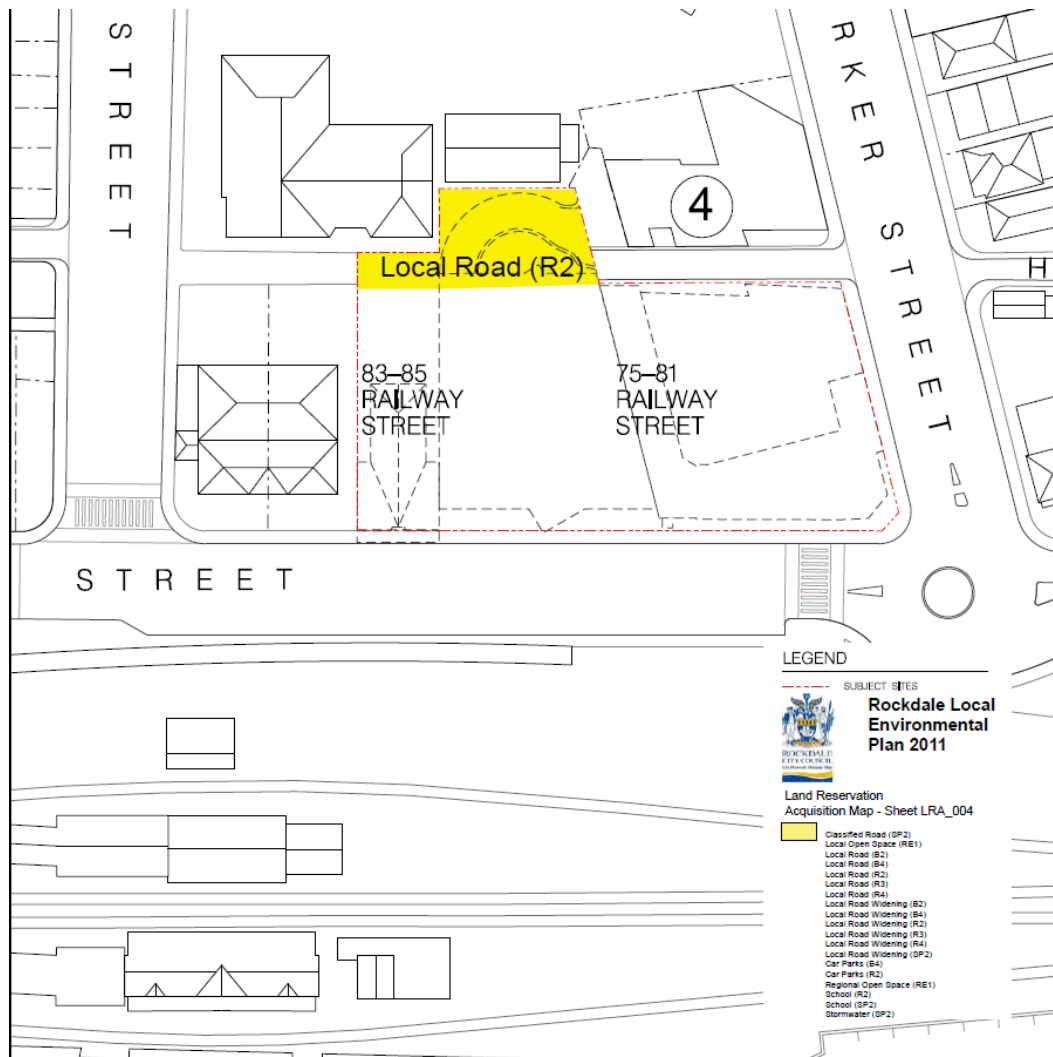 STREET
RKER STREET
4
Local Road (R2)
H
83–85
RAILWAY
STREET
75–81
RAILWAY
STREET
STREET
LEGEND
SUBJECT SITES
Rockdale Local
Environmental
Plan 2011
ROCKDALE
CITY COUNCIL
Land Reservation
Acquisition Map - Sheet LRA_004
Classified Road (SP2)
Local Open Space (RE1)
Local Road (B2)
Local Road (B4)
Local Road (R2)
Local Road (R3)
Local Road (R4)
Local Road Widening (B2)
Local Road Widening (B4)
Local Road Widening (R2)
Local Road Widening (R3)
Local Road Widening (R4)
Local Road Widening (SP2)
Car Parks (B4)
Car Parks (R2)
Regional Open Space (RE1)
School (R2)
School (SP2)
Stormwater (SP2)